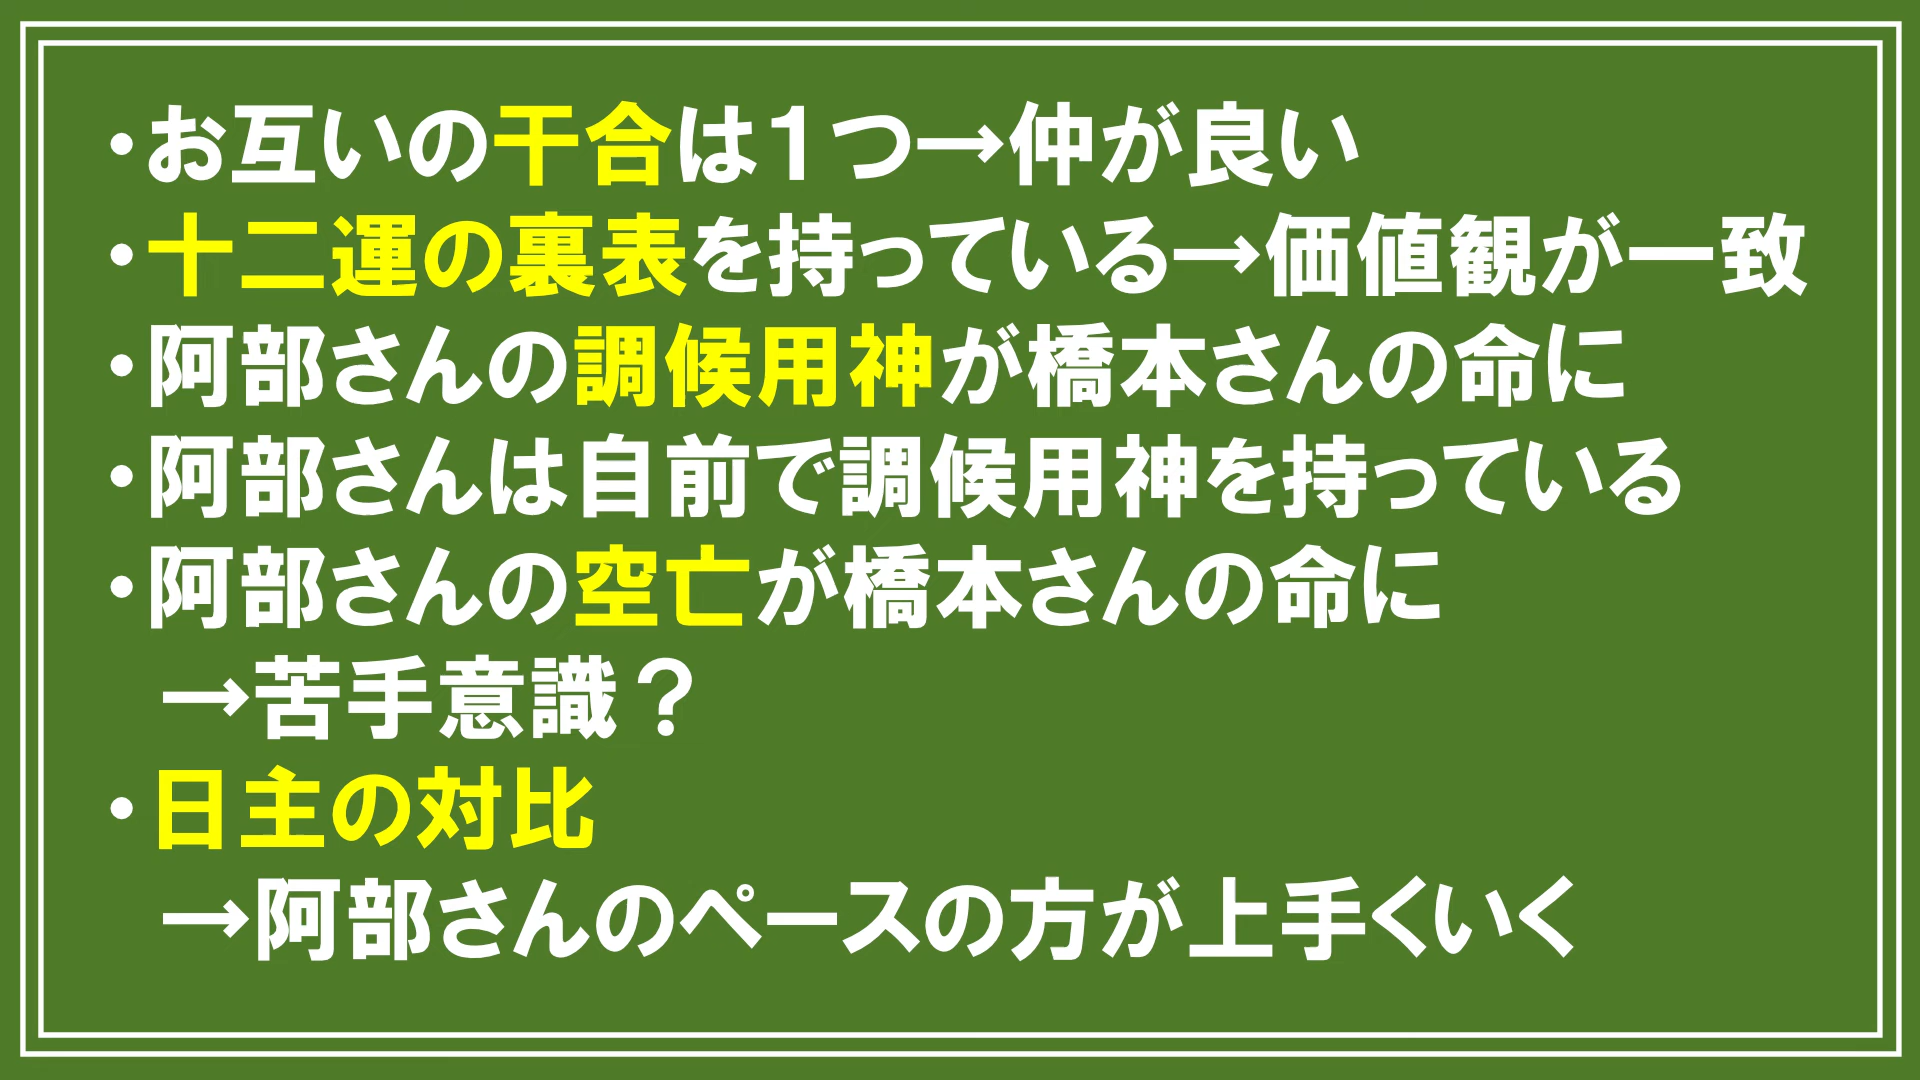 ・お互いの干合は１つ→仲が良い
・十二運の裏表を持っている→価値観が一致
・阿部さんの調候用神が橋本さんの命に
・阿部さんは自前で調候用神を持っている
・阿部さんの空亡が橋本さんの命に
→苦手意識？
・日主の対比
→阿部さんのペースの方が上手くいく